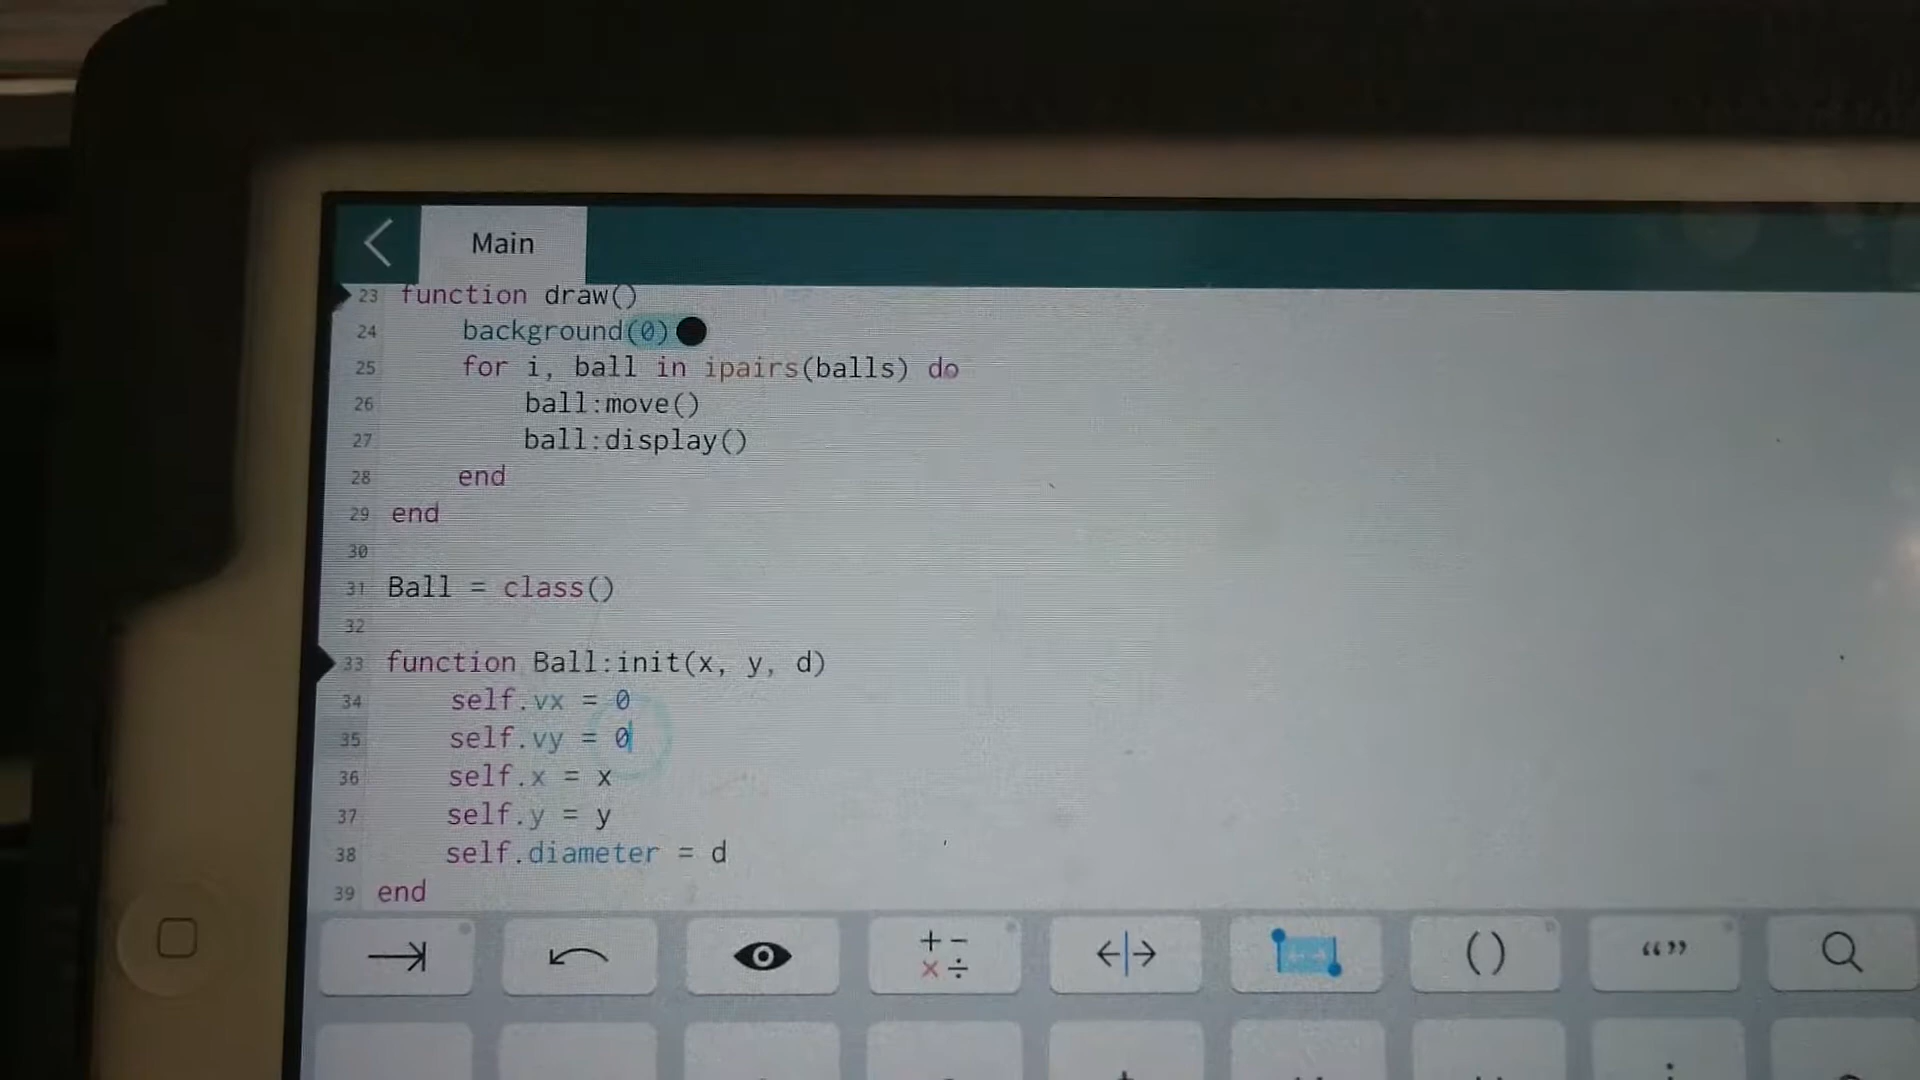 Main
23 function draw()
24 background(0)
25 for i, ball in ipairs(balls) do
26 ball:move()
27 ball:display()
28 end
29 end
30
31 Ball = class()
32
33 function Ball:init(x, y, d)
34 self.vx = 0
35 self.vy = 0
36 self.x = x
37 self.y = y
38 self.diameter = d
39 end
+ - × ÷ () “”